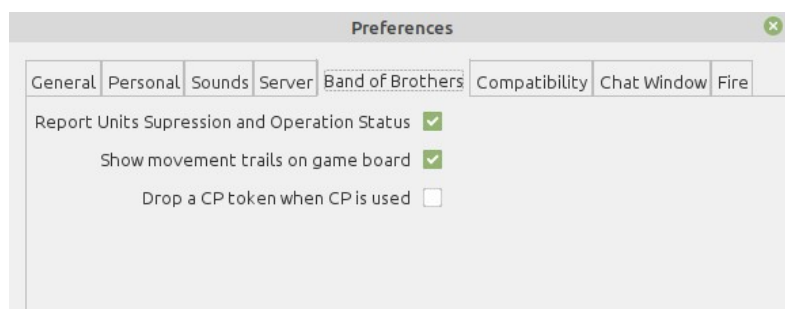 Preferences
General Personal Sounds Server Band of Brothers Compatibility Chat Window Fire
Report Units Supression and Operation Status
Show movement trails on game board
Drop a CP token when CP is used